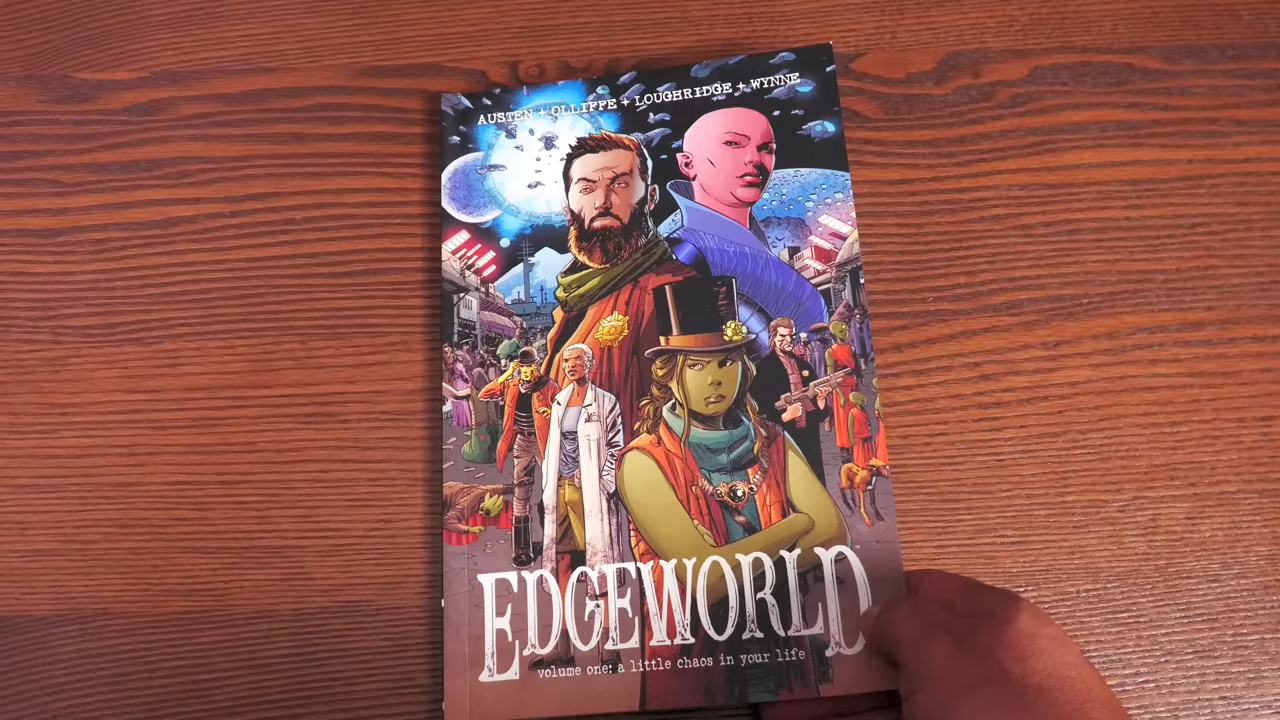 AUSTEN + OLLIFFE + LOUGHRIDGE + WYNNE
EDGEWORLD
volume one: a little chaos in your life